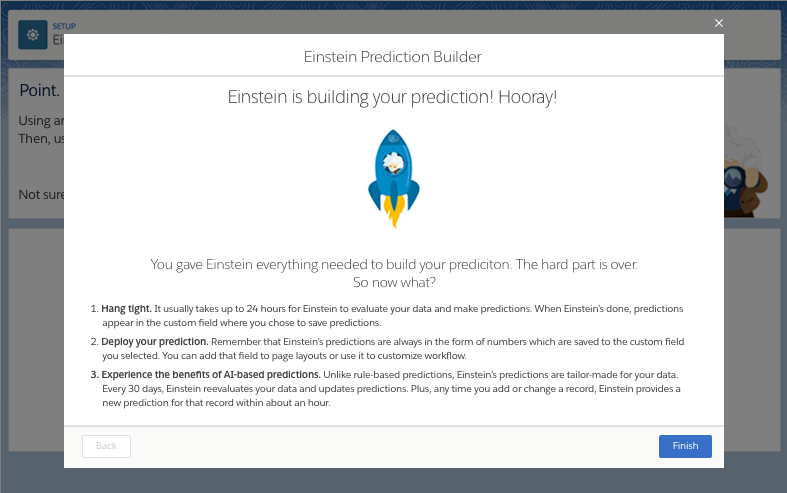 SETUP
Ei
Einstein Prediction Builder
Point.
Einstein is building your prediction! Hooray!
Using an
Then, us
Not sure
You gave Einstein everything needed to build your prediciton. The hard part is over.
So now what?
1. Hang tight. It usually takes up to 24 hours for Einstein to evaluate your data and make predictions. When Einstein's done, predictions
appear in the custom field where you chose to save predictions.
2. Deploy your prediction. Remember that Einstein's predictions are always in the form of numbers which are saved to the custom field
you selected. You can add that field to page layouts or use it to customize workflow.
3. Experience the benefits of AI-based predictions. Unlike rule-based predictions, Einstein's predictions are tailor-made for your data.
Every 30 days, Einstein reevaluates your data and updates predictions. Plus, any time you add or change a record, Einstein provides a
new prediction for that record within about an hour.
Back
Finish